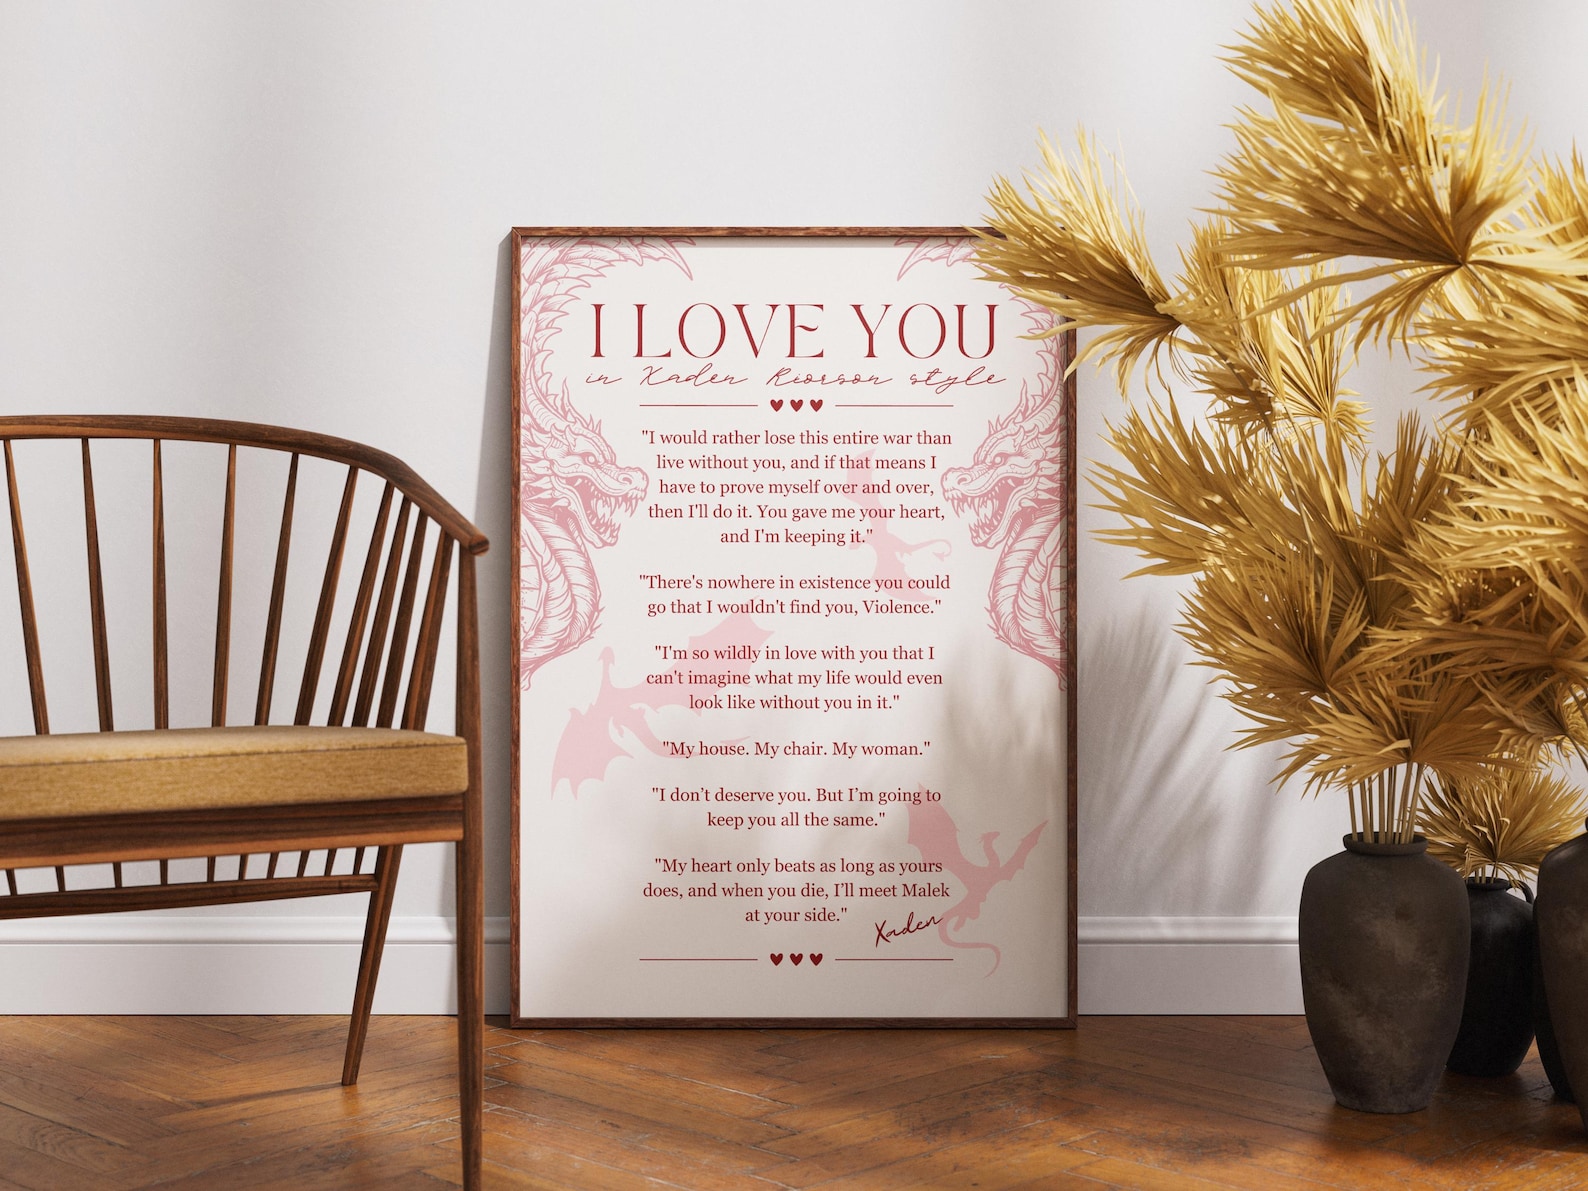 I LOVE YOU
in Xaden Riorson style
"I would rather lose this entire war than
live without you, and if that means I
have to prove myself over and over,
then I'll do it. You gave me your heart,
and I'm keeping it."
"There's nowhere in existence you could
go that I wouldn't find you, Violence."
"I'm so wildly in love with you that I
can't imagine what my life would even
look like without you in it."
"My house. My chair. My woman."
"I don’t deserve you. But I’m going to
keep you all the same."
"My heart only beats as long as yours
does, and when you die, I’ll meet Malek
at your side."
Xaden